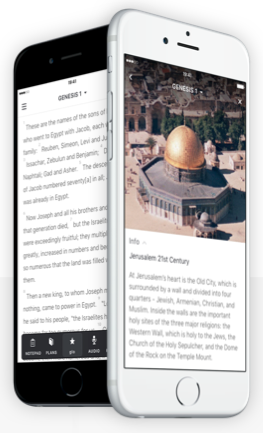 GENESIS 1
These are the names of the sons of
who went to Egypt with Jacob, each
family: Reuben, Simeon, Levi and Ju
Issachar, Zebulun and Benjamin; D
Naphtali; Gad and Asher. The desce
of Jacob numbered seventy[a] in all;
was already in Egypt.
Now Joseph and all his brothers and
that generation died, but the Israelit
were exceedingly fruitful; they multipl
greatly, increased in numbers and be
so numerous that the land was filled
them.
Then a new king, to whom Joseph m
nothing, came to power in Egypt. "L
he said to his people, "the Israelites h
NOTEPAD
PLANS
AUDIO
GENESIS 1
Info
Jerusalem 21st Century
At Jerusalem's heart is the Old City, which is
surrounded by a wall and divided into four
quarters – Jewish, Armenian, Christian, and
Muslim. Inside the walls are the important
holy sites of the three major religions: the
Western Wall, which is holy to the Jews, the
Church of the Holy Sepulcher, and the Dome
of the Rock on the Temple Mount.